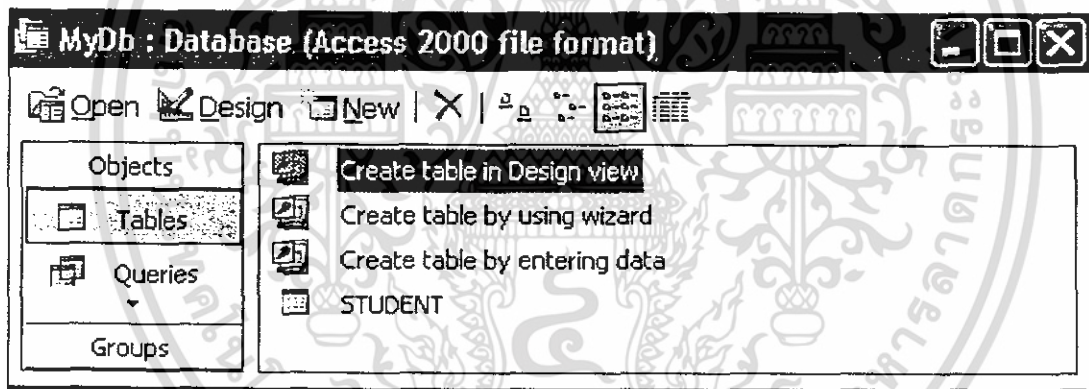 MyDb : Database (Access 2000 file format)
Open Design New
Objects
Tables
Queries
Groups
Create table in Design view
Create table by using wizard
Create table by entering data
STUDENT